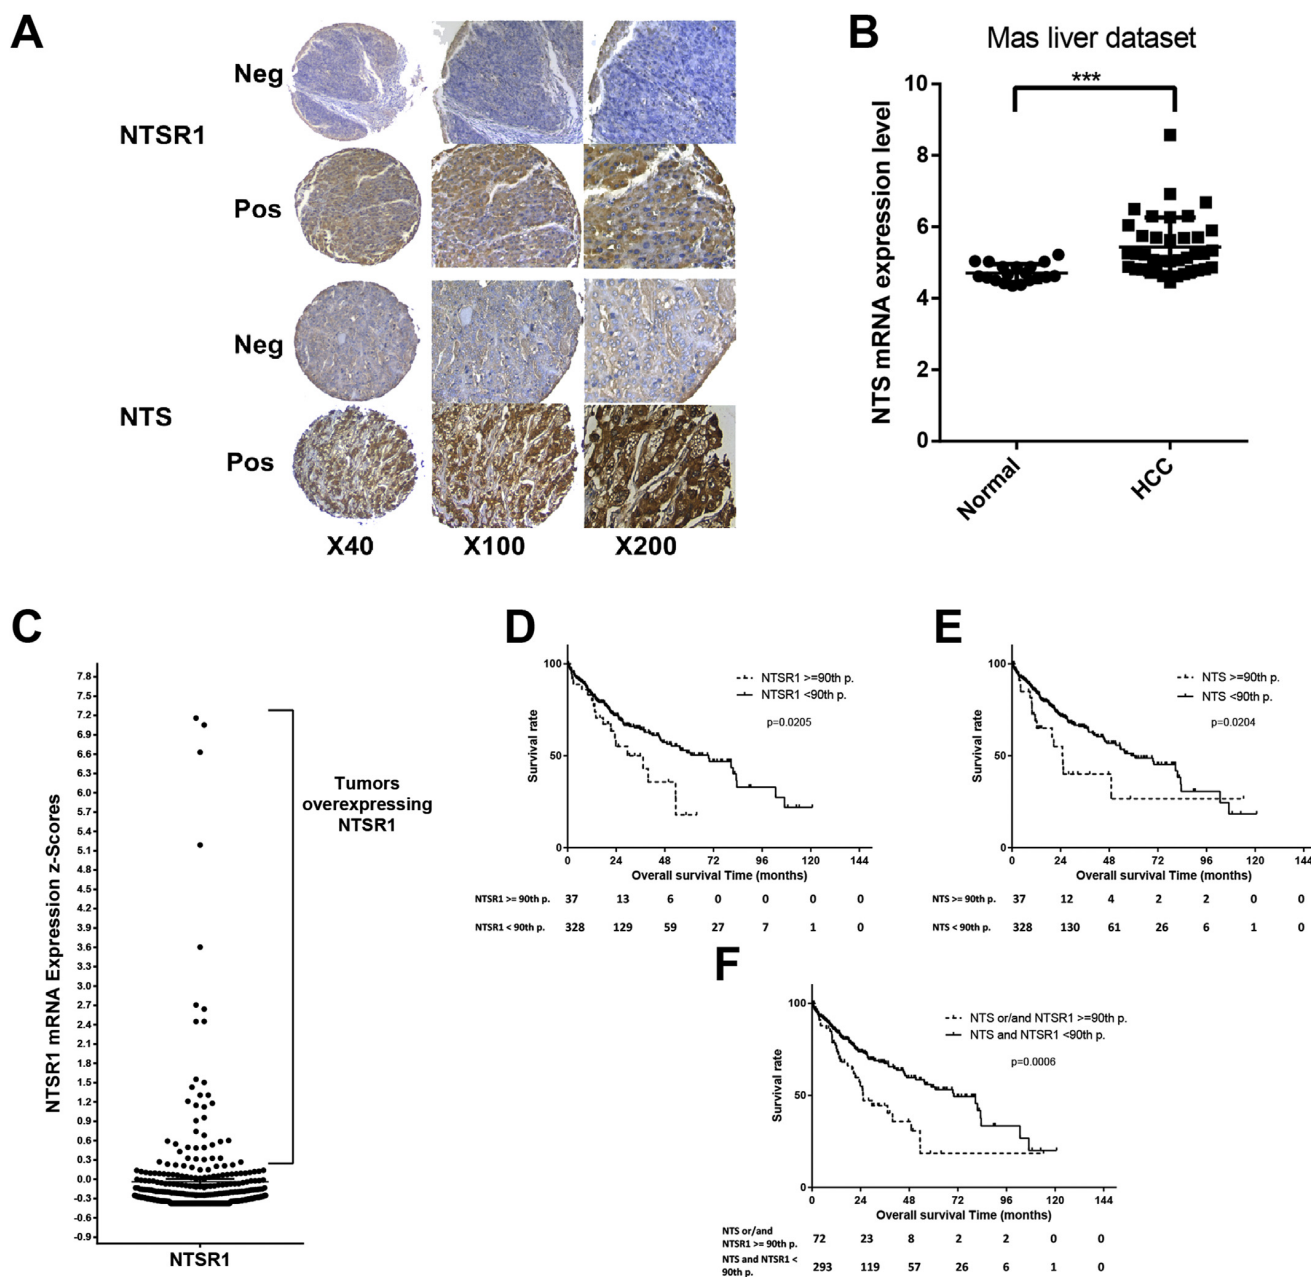 A
Neg
NTSR1
Pos
Neg
NTS
Pos
X40 X100 X200
B
Mas liver dataset
***
NTS mRNA expression level
10
8
6
4
2
0
Normal
HCC
C
NTSR1 mRNA Expression z-Scores
7.8
7.5
7.2
6.9
6.6
6.3
6.0
5.7
5.4
5.1
4.8
4.5
4.2
3.9
3.6
3.3
3.0
2.7
2.4
2.1
1.8
1.5
1.2
0.9
0.6
0.3
0.0
-0.3
-0.6
-0.9
NTSR1
Tumors
overexpressing
NTSR1
D
Survival rate
100
50
0
NTSR1 >=90th p.
NTSR1 <90th p.
p=0.0205
0 24 48 72 96 120 144
Overall survival Time (months)
NTSR1 >= 90th p. 37 13 6 0 0 0 0
NTSR1 < 90th p. 328 129 59 27 7 1 0
E
Survival rate
100
50
0
NTS >=90th p.
NTS <90th p.
p=0.0204
0 24 48 72 96 120 144
Overall survival Time (months)
NTS >= 90th p. 37 12 4 2 2 0 0
NTS < 90th p. 328 130 61 26 6 1 0
F
Survival rate
100
50
0
NTS or/and NTSR1 >=90th p.
NTS and NTSR1 <90th p.
p=0.0006
0 24 48 72 96 120 144
Overall survival Time (months)
NTS or/and
NTSR1 >= 90th p. 72 23 8 2 2 0 0
NTS and NTSR1 <
90th p. 293 119 57 26 6 1 0